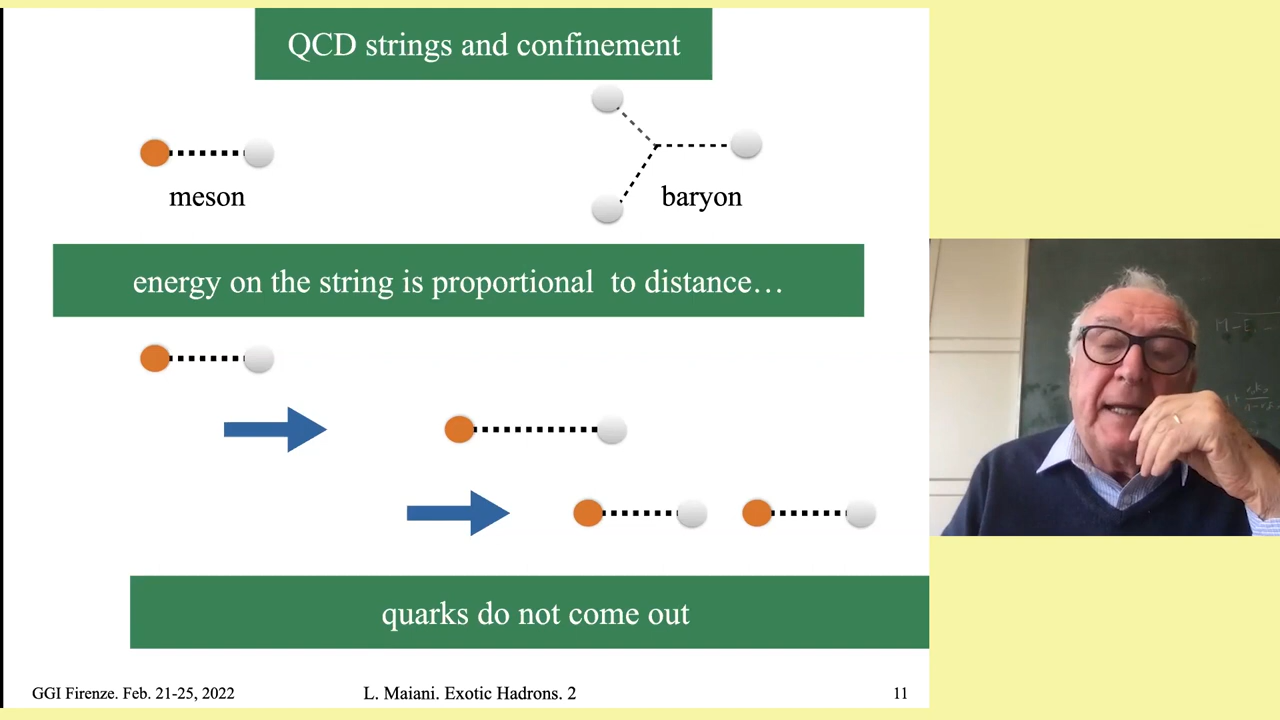 QCD strings and confinement
meson
baryon
energy on the string is proportional to distance…
quarks do not come out
GGI Firenze. Feb. 21-25, 2022
L. Maiani. Exotic Hadrons. 2
11